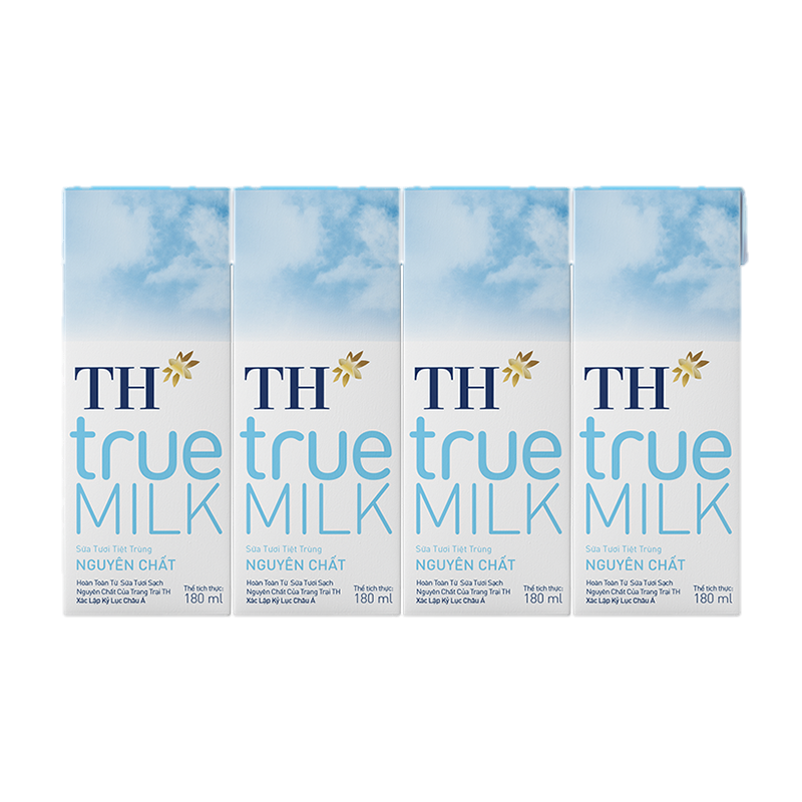 TH
true
MILK
Sữa Tươi Tiệt Trùng
NGUYÊN CHẤT
Hoàn Toàn Từ Sữa Tươi Sạch
Nguyên Chất Của Trang Trại TH
Xác Lập Kỷ Lục Châu Á
Thể tích thực:
180 ml
TH
true
MILK
Sữa Tươi Tiệt Trùng
NGUYÊN CHẤT
Hoàn Toàn Từ Sữa Tươi Sạch
Nguyên Chất Của Trang Trại TH
Xác Lập Kỷ Lục Châu Á
Thể tích thực:
180 ml
TH
true
MILK
Sữa Tươi Tiệt Trùng
NGUYÊN CHẤT
Hoàn Toàn Từ Sữa Tươi Sạch
Nguyên Chất Của Trang Trại TH
Xác Lập Kỷ Lục Châu Á
Thể tích thực:
180 ml
TH
true
MILK
Sữa Tươi Tiệt Trùng
NGUYÊN CHẤT
Hoàn Toàn Từ Sữa Tươi Sạch
Nguyên Chất Của Trang Trại TH
Xác Lập Kỷ Lục Châu Á
Thể tích thực:
180 ml